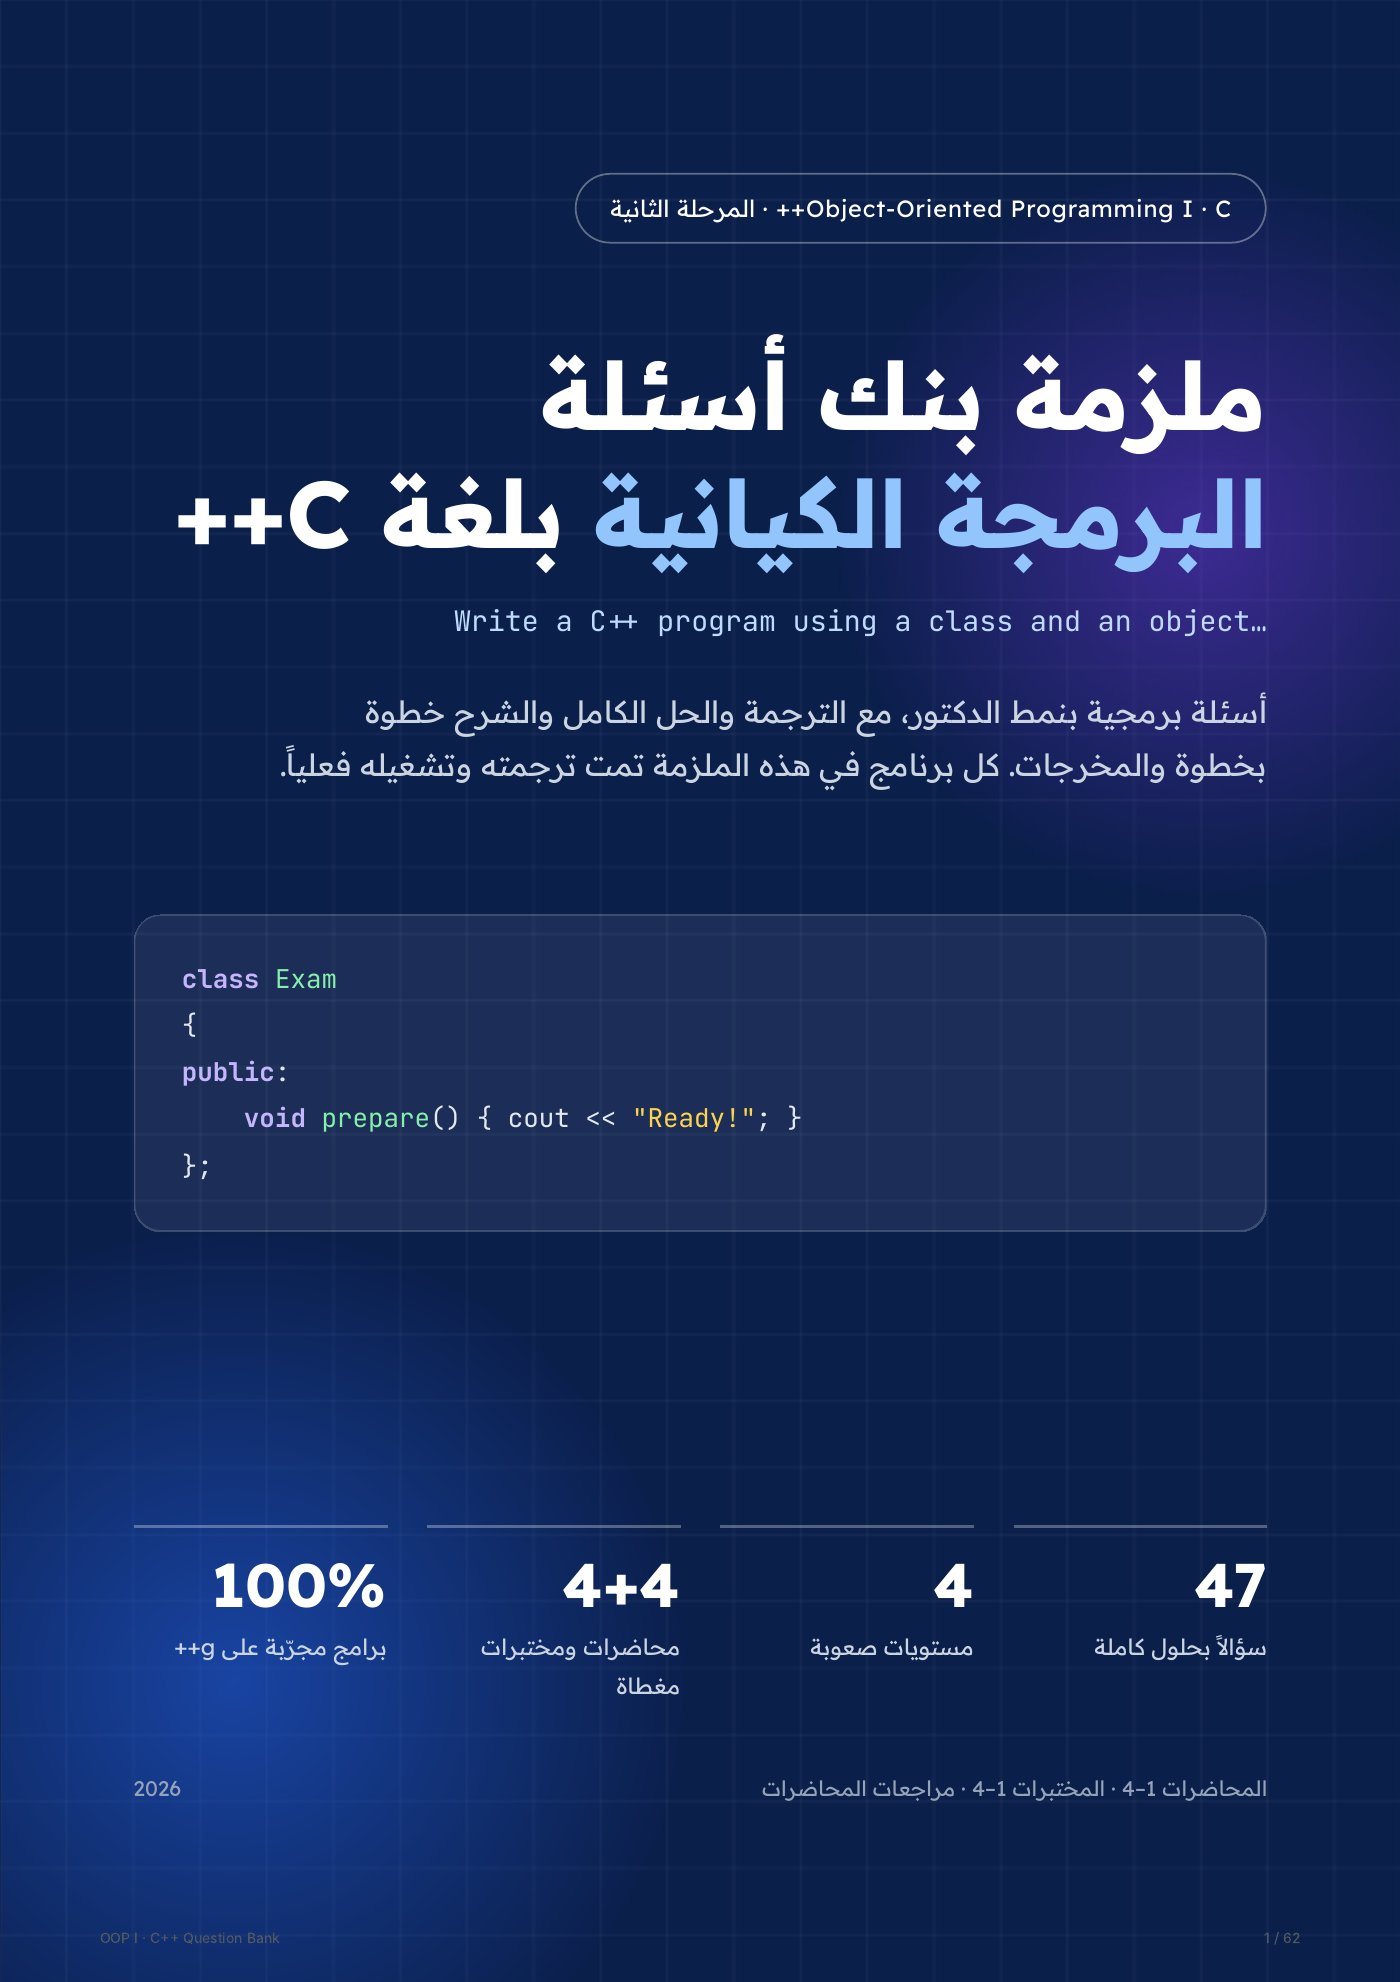 Object-Oriented Programming I · C++ · المرحلة الثانية
ملزمة بنك أسئلة
البرمجة الكيانية بلغة C++
Write a C++ program using a class and an object…
أسئلة برمجية بنمط الدكتور، مع الترجمة والحل الكامل والشرح خطوة
بخطوة والمخرجات. كل برنامج في هذه الملزمة تمت ترجمته وتشغيله فعلياً.
class Exam
{
public:
    void prepare() { cout << "Ready!"; }
};
47
سؤالاً بحلول كاملة
4
مستويات صعوبة
4+4
محاضرات ومختبرات
مغطاة
100%
برامج مجرّبة على g++
المحاضرات 1–4 · المختبرات 1–4 · مراجعات المحاضرات
2026
OOP I · C++ Question Bank
1 / 62